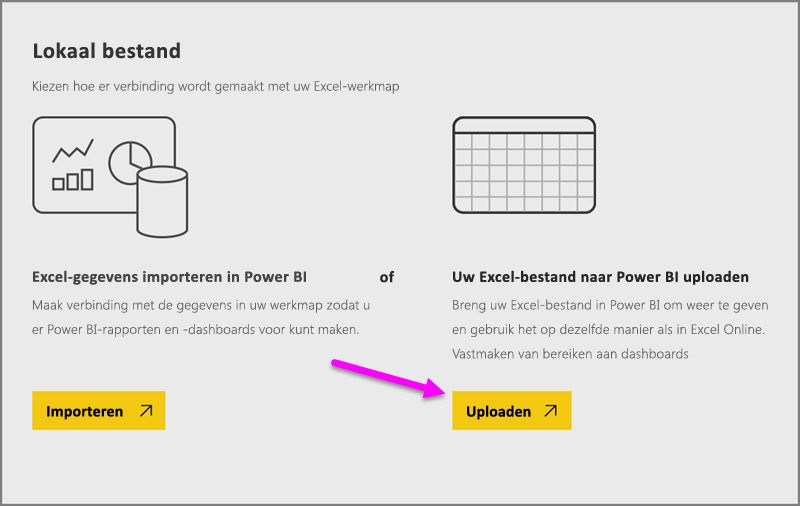 Lokaal bestand
Kiezen hoe er verbinding wordt gemaakt met uw Excel-werkmap
Excel-gegevens importeren in Power BI
Maak verbinding met de gegevens in uw werkmap zodat u
er Power BI-rapporten en -dashboards voor kunt maken.
Importeren
of
Uw Excel-bestand naar Power BI uploaden
Breng uw Excel-bestand in Power BI om weer te geven
en gebruik het op dezelfde manier als in Excel Online.
Vastmaken van bereiken aan dashboards
Uploaden